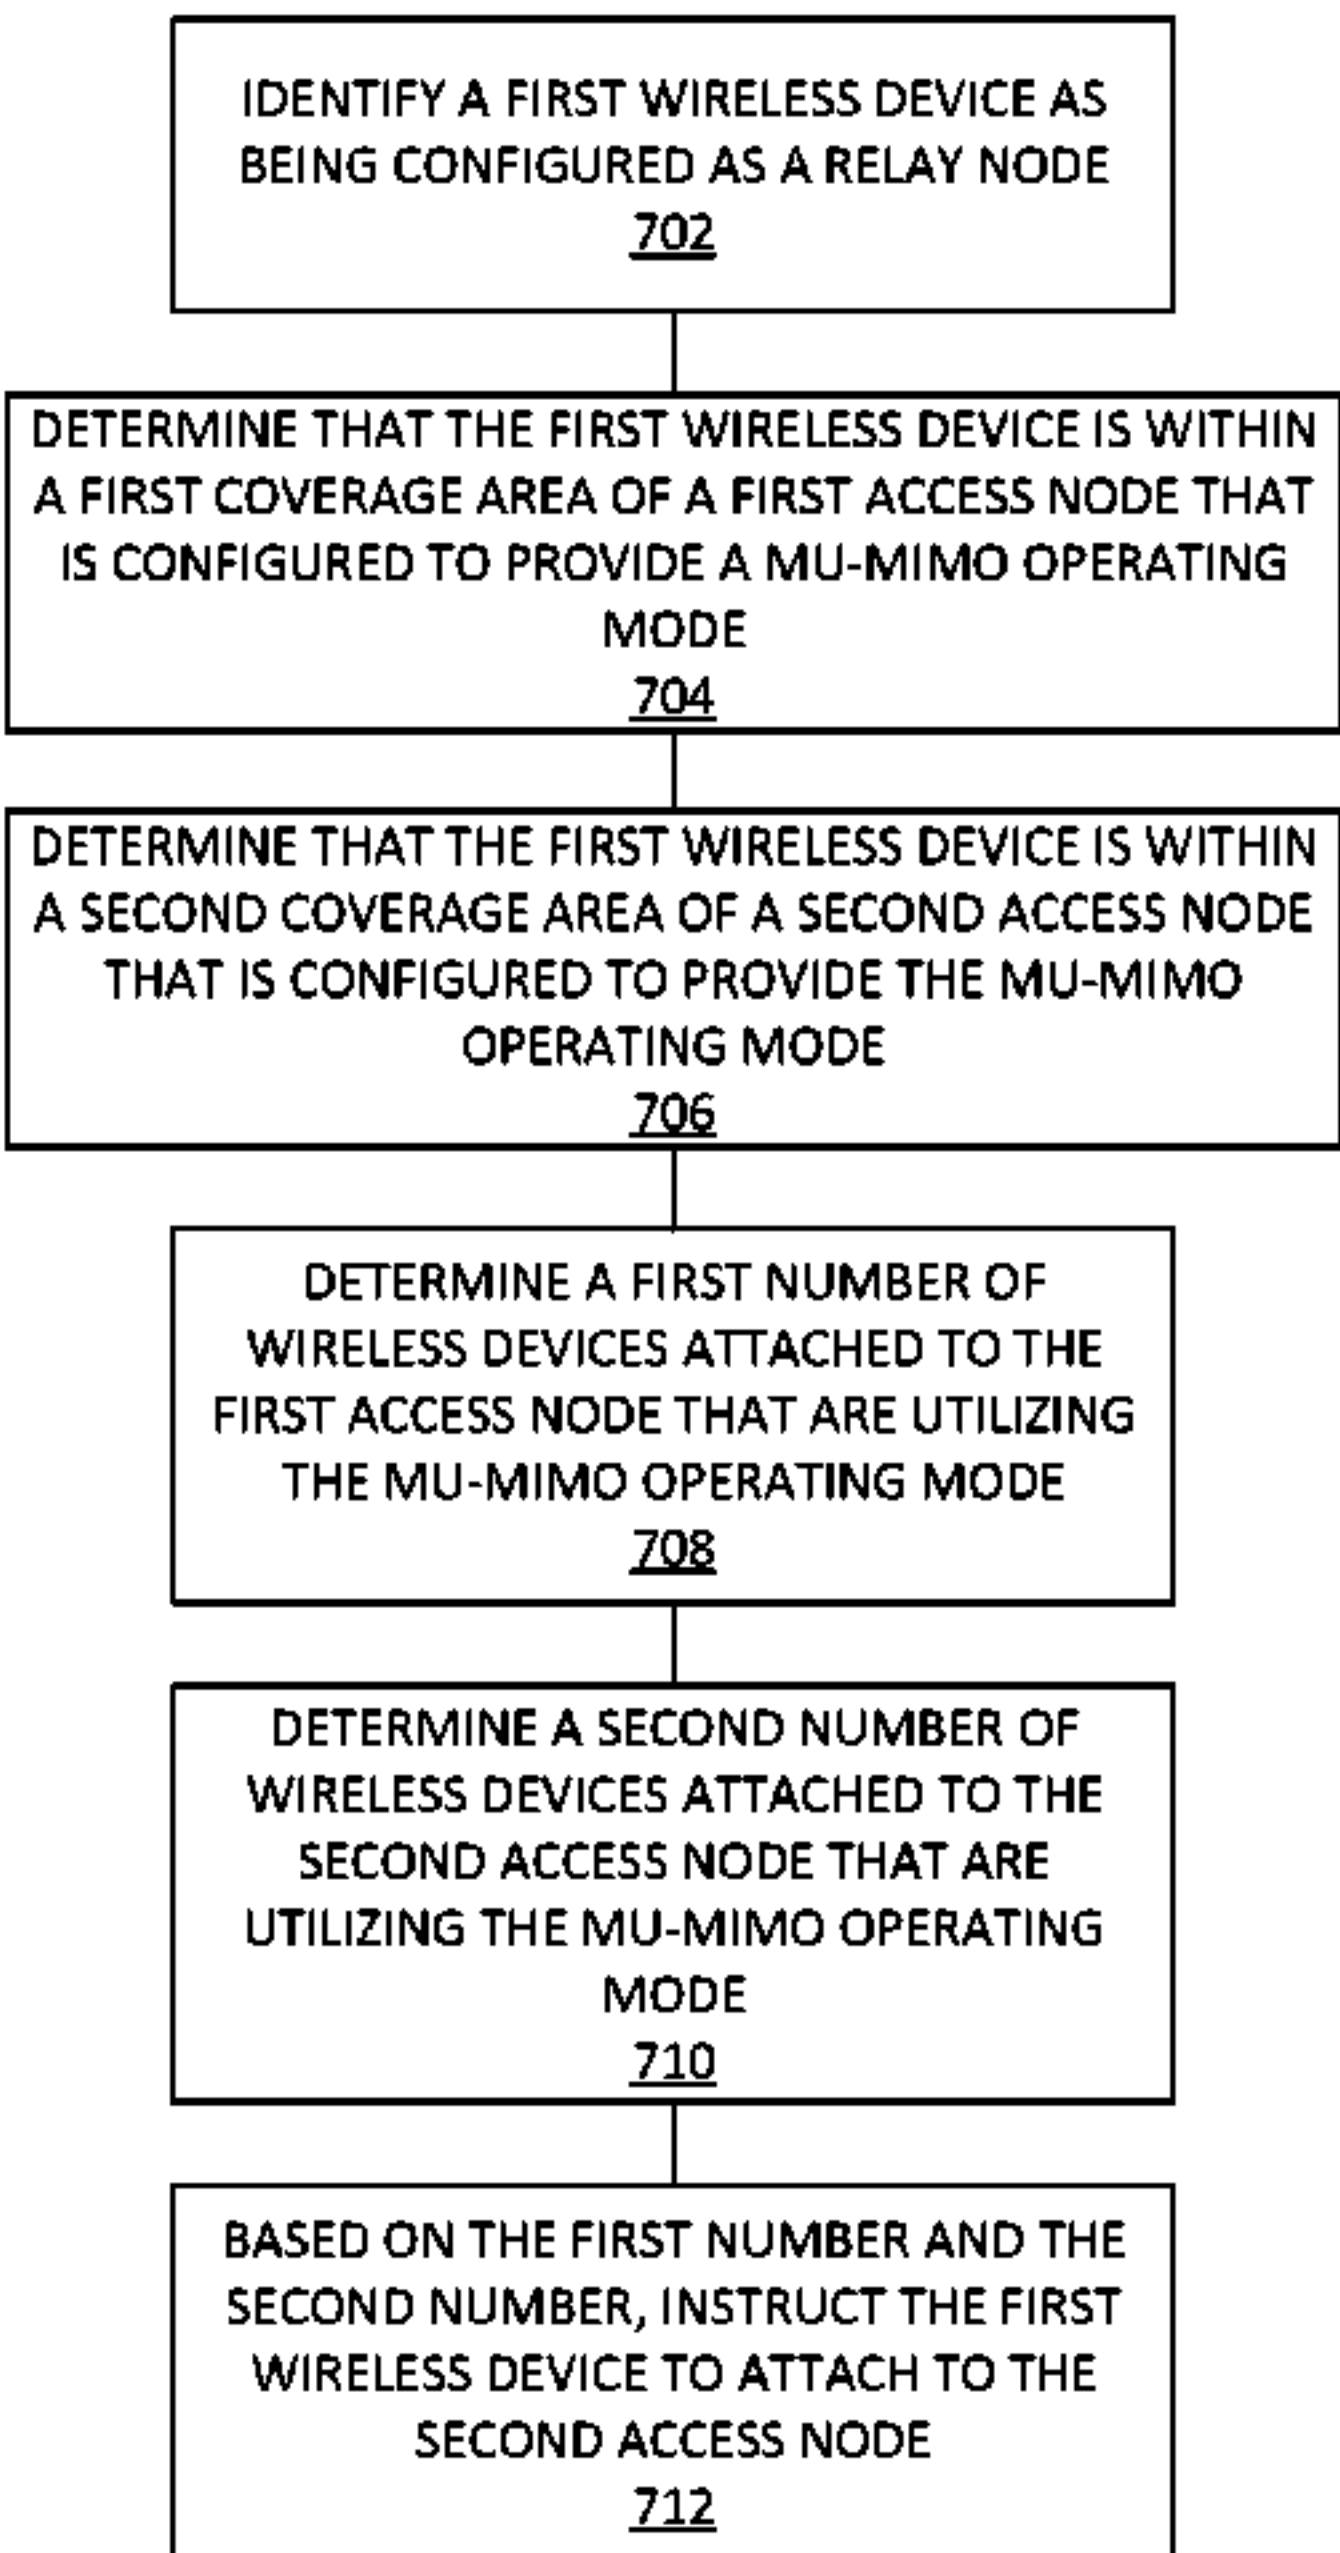 IDENTIFY A FIRST WIRELESS DEVICE AS
BEING CONFIGURED AS A RELAY NODE
702
DETERMINE THAT THE FIRST WIRELESS DEVICE IS WITHIN
A FIRST COVERAGE AREA OF A FIRST ACCESS NODE THAT
IS CONFIGURED TO PROVIDE A MU-MIMO OPERATING
MODE
704
DETERMINE THAT THE FIRST WIRELESS DEVICE IS WITHIN
A SECOND COVERAGE AREA OF A SECOND ACCESS NODE
THAT IS CONFIGURED TO PROVIDE THE MU-MIMO
OPERATING MODE
706
DETERMINE A FIRST NUMBER OF
WIRELESS DEVICES ATTACHED TO THE
FIRST ACCESS NODE THAT ARE UTILIZING
THE MU-MIMO OPERATING MODE
708
DETERMINE A SECOND NUMBER OF
WIRELESS DEVICES ATTACHED TO THE
SECOND ACCESS NODE THAT ARE
UTILIZING THE MU-MIMO OPERATING
MODE
710
BASED ON THE FIRST NUMBER AND THE
SECOND NUMBER, INSTRUCT THE FIRST
WIRELESS DEVICE TO ATTACH TO THE
SECOND ACCESS NODE
712